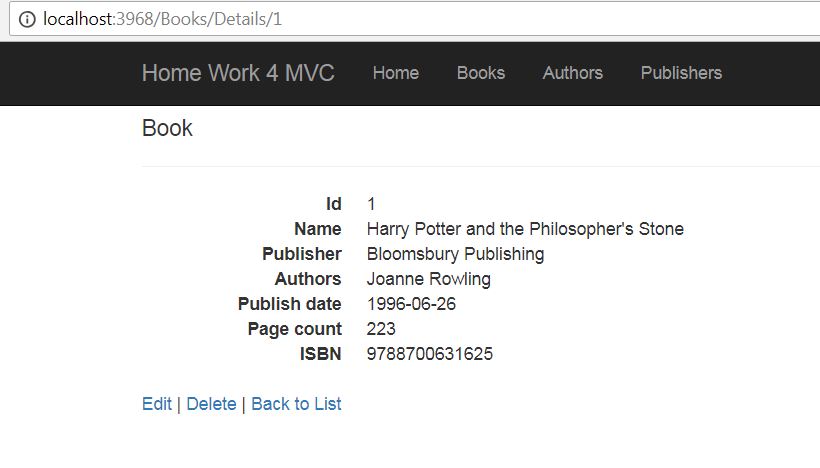 localhost:3968/Books/Details/1
Home Work 4 MVC Home Books Authors Publishers
Book
Id 1
Name Harry Potter and the Philosopher's Stone
Publisher Bloomsbury Publishing
Authors Joanne Rowling
Publish date 1996-06-26
Page count 223
ISBN 9788700631625
Edit | Delete | Back to List